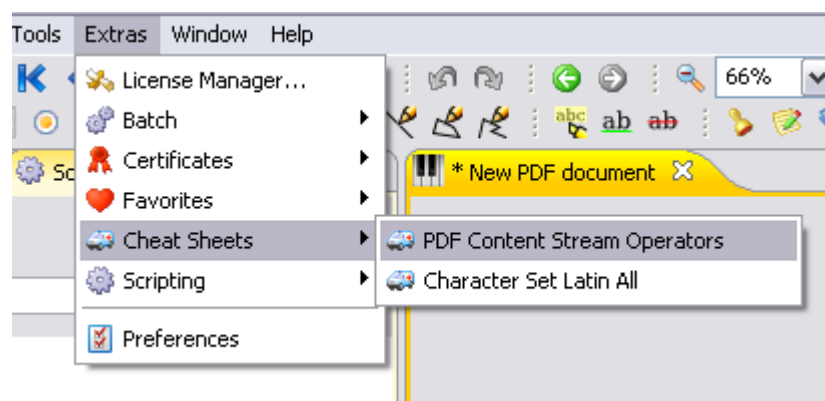 Tools Extras Window Help
License Manager...
66%
Batch
abc ab ab
Certificates
Sc
* New PDF document
Favorites
Cheat Sheets
PDF Content Stream Operators
Scripting
Character Set Latin All
Preferences